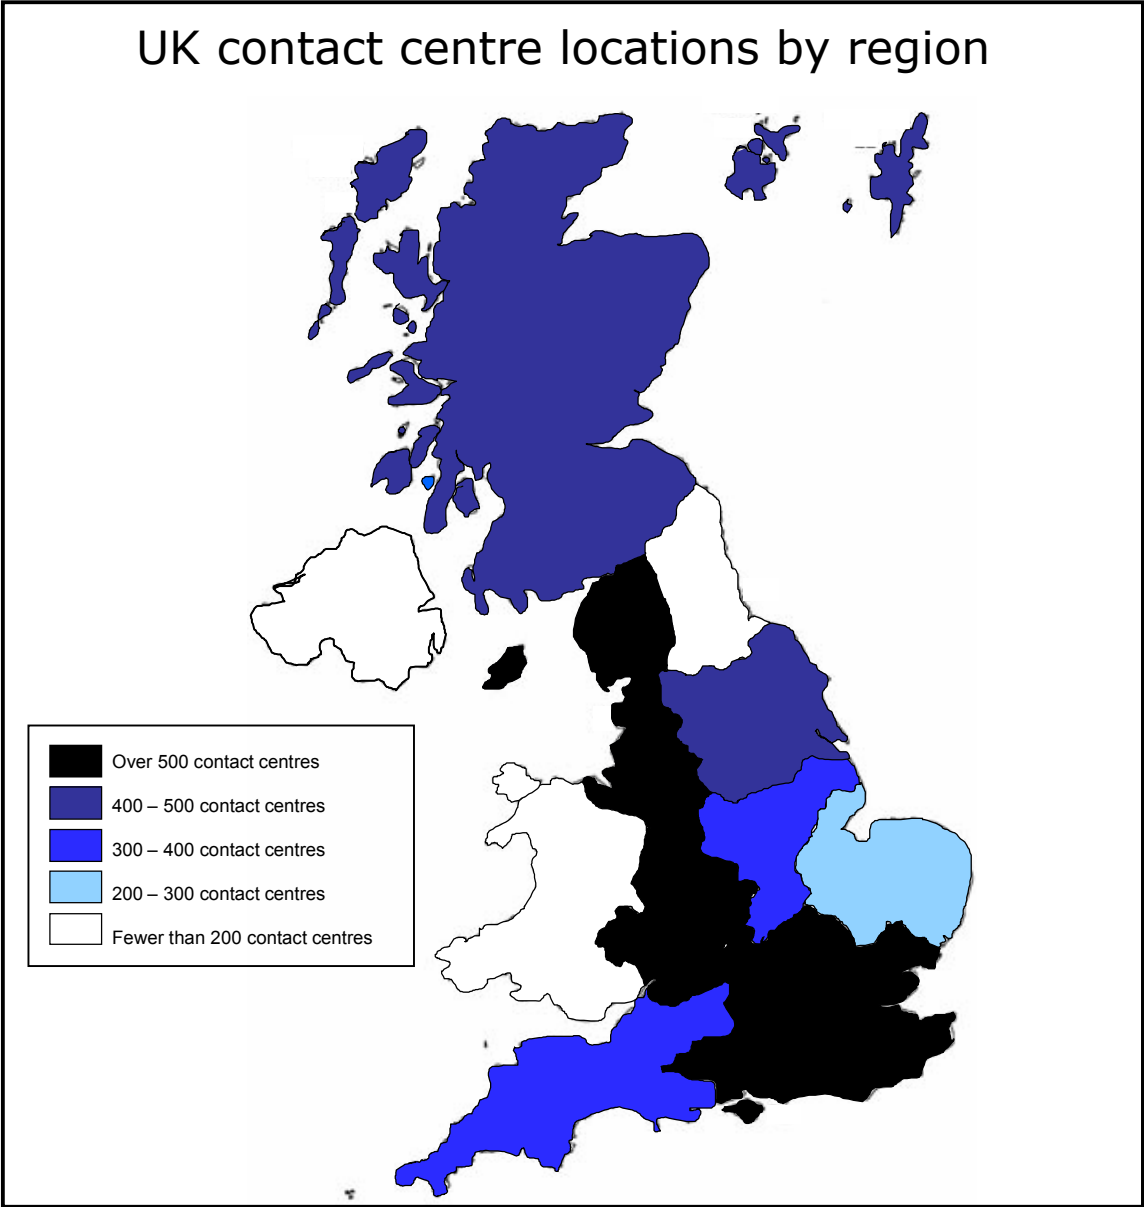 UK contact centre locations by region
Over 500 contact centres
400 – 500 contact centres
300 – 400 contact centres
200 – 300 contact centres
Fewer than 200 contact centres